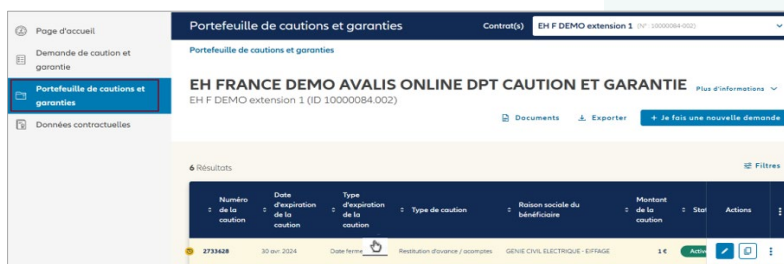 Page d'accueil
Demande de caution et
garantie
Portefeuille de cautions et
garanties
Données contractuelles
Portefeuille de cautions et garanties
Contrat(s)
EH F DEMO extension 1 (N° 10000084-002)
Portefeuille de cautions et garanties
EH FRANCE DEMO AVALIS ONLINE DPT CAUTION ET GARANTIE
Plus d'informations
EH F DEMO extension 1 (ID 10000084.002)
Documents
Exporter
+ Je fais une nouvelle demande
6 Résultats
Filtres
Numéro
de la
caution
Date
d'expiration
de la
caution
Type
d'expiration
de la
caution
Type de caution
Raison sociale du
bénéficiaire
Montant
de la
caution
Stat
Actions
2733628
30 avr. 2024
Date ferme
Restitution d'avance / acomptes
GENIE CIVIL ELECTRIQUE - EIFFAGE
1 €
Active